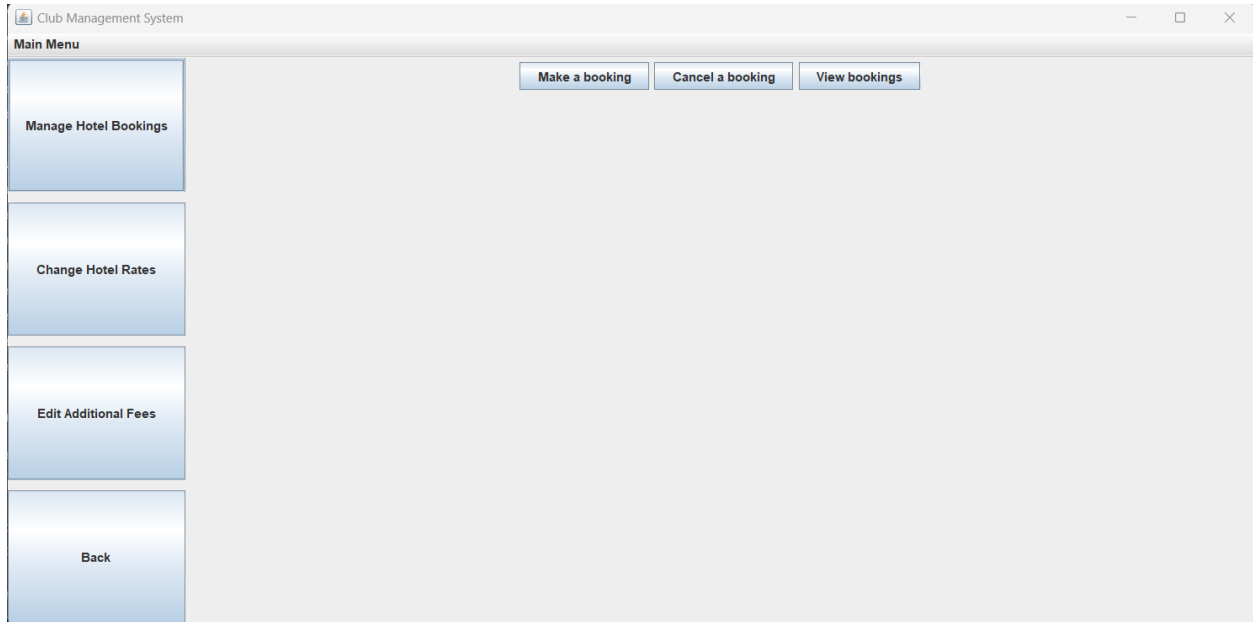 Club Management System
Main Menu
Make a booking Cancel a booking View bookings
Manage Hotel Bookings
Change Hotel Rates
Edit Additional Fees
Back